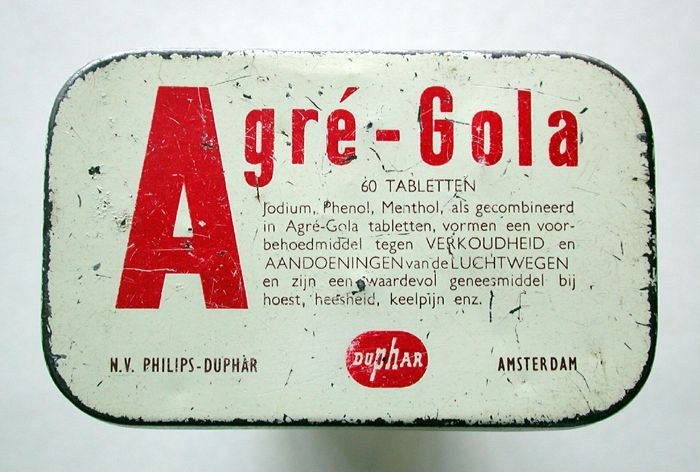 Agré-Gola
60 TABLETTEN
Jodium, Phenol, Menthol, als gecombineerd
in Agré-Gola tabletten, vormen een voor-
behoedmiddel tegen VERKOUDHEID en
AANDOENINGEN van de LUCHTWEGEN
en zijn een waardevol geneesmiddel bij
hoest, heesheid, keelpijn enz.
N.V. PHILIPS-DUPHAR
DUPHAR
AMSTERDAM